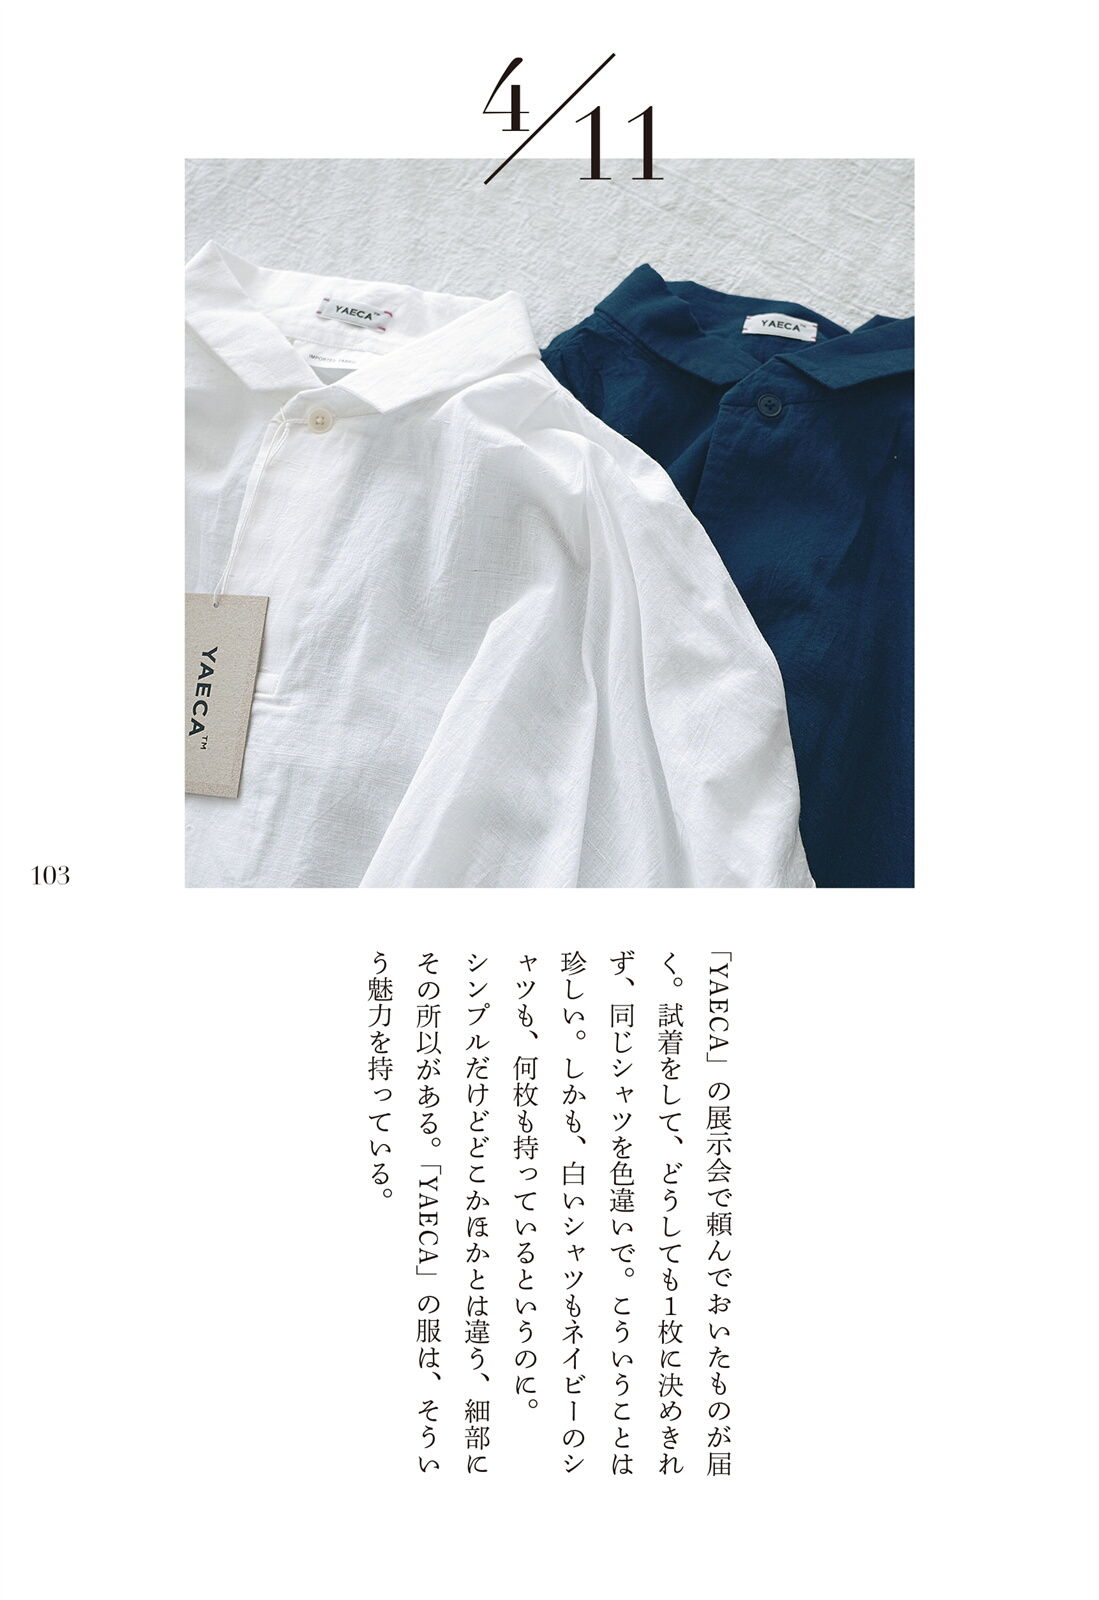 4/11
YAECA™
IMPORTED FABRIC
YAECA™
YAECA™
103
「YAECA」の展示会で頼んでおいたものが届
く。試着をして、どうしても1枚に決めきれ
ず、同じシャツを色違いで。こういうことは
珍しい。しかも、白いシャツもネイビーのシ
ャツも、何枚も持っているというのに。
シンプルだけどどこかほかとは違う、細部に
その所以がある。「YAECA」の服は、そうい
う魅力を持っている。